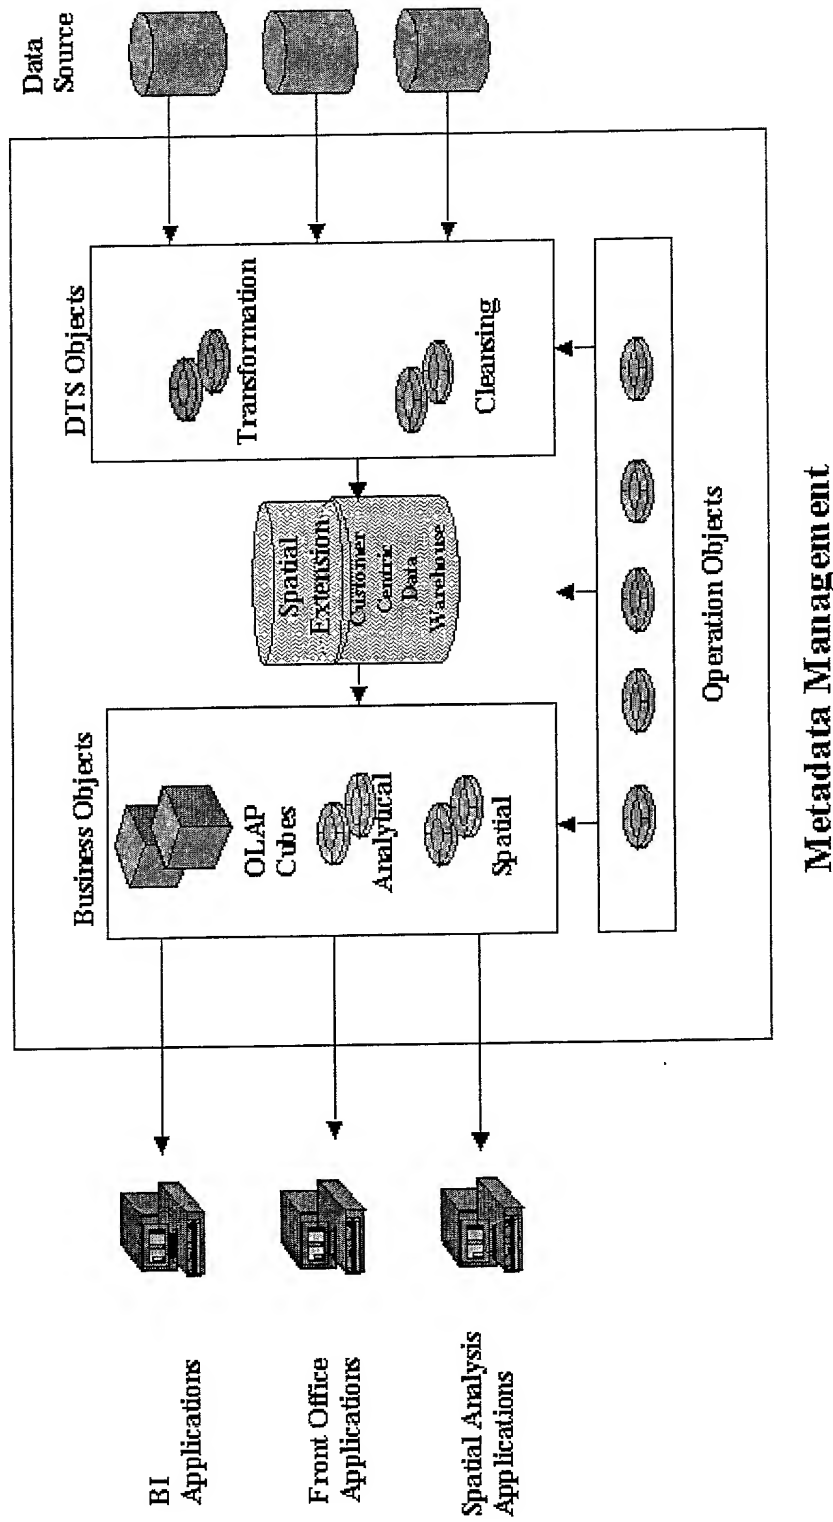 Data
Source
DTS Objects
Transformation
Cleansing
Spatial
Extension
Customer
Centric
Data
Warehouse
Business Objects
OLAP
Cubes
Analytical
Spatial
Operation Objects
Metadata Management
BI
Applications
Front Office
Applications
Spatial Analysis
Applications